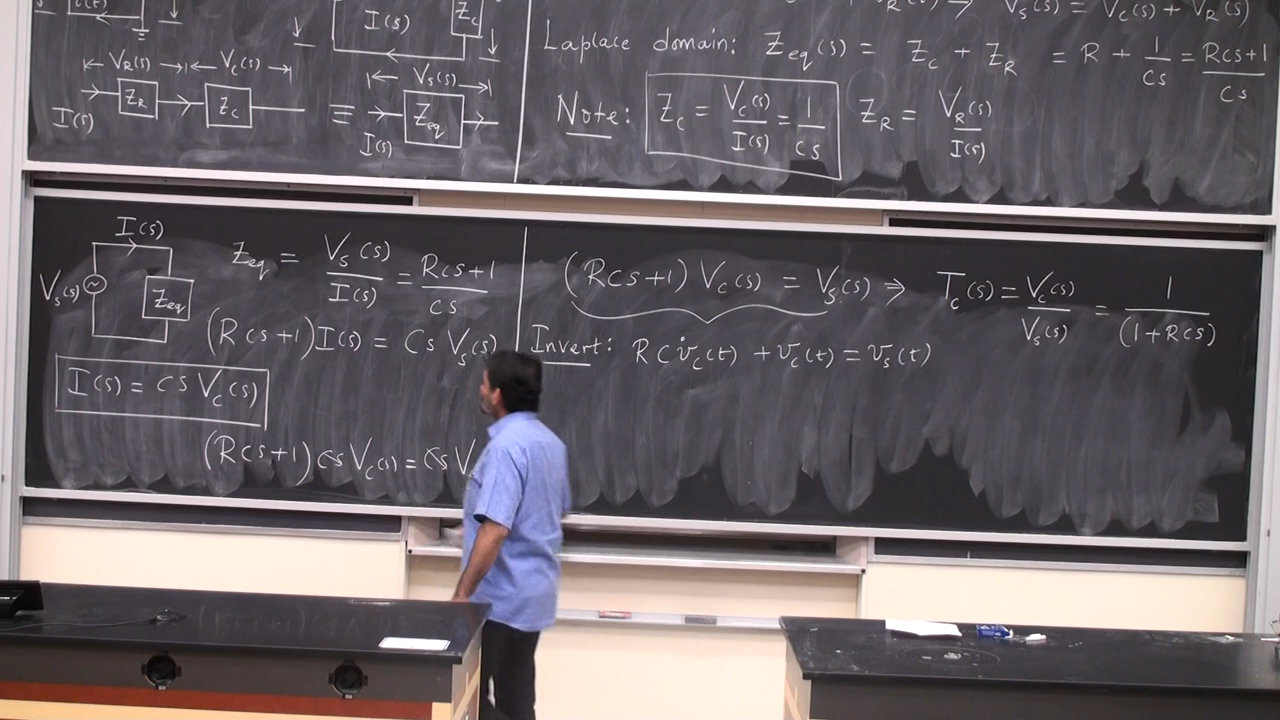 I(s) Z_C
V_R(s) V_C(s)
Z_R Z_C
I(s)
≡
V_S(s)
Z_eq
I(s)
V_R(t) ⇒ V_S(s) = V_C(s) + V_R(s)
Laplace domain: Z_eq(s) = Z_C + Z_R = R + 1/Cs = RCs+1/Cs
Note: Z_C = V_C(s)/I(s) = 1/Cs Z_R = V_R(s)/I(s)
I(s)
V_S(s) ~ Z_eq
Z_eq = V_S(s)/I(s) = RCs+1/Cs
(RCs+1) I(s) = Cs V_S(s)
I(s) = Cs V_C(s)
(RCs+1) Cs V_C(s) = Cs V
(RCs+1) V_C(s) = V_S(s) ⇒ T_C(s) = V_C(s)/V_S(s) = 1/(1+RCs)
Invert: RC v̇_C(t) + v_C(t) = v_S(t)